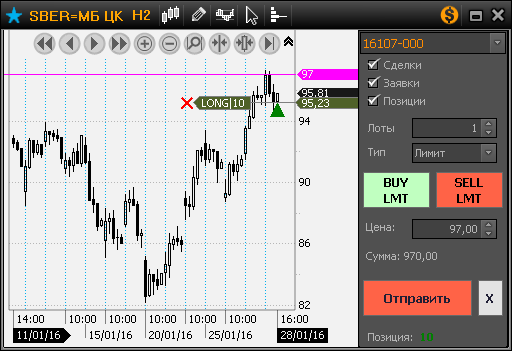 SBER=МБ ЦК H2
97
95,81
LONG|10
95,23
94
90
86
82
14:00 10:00 10:00 10:00 16:00
11/01/16 15/01/16 20/01/16 25/01/16 28/01/16
16107-000
Сделки
Заявки
Позиции
Лоты 1
Тип Лимит
BUY LMT
SELL LMT
Цена: 97,00
Сумма: 970,00
Отправить X
Позиция: 10